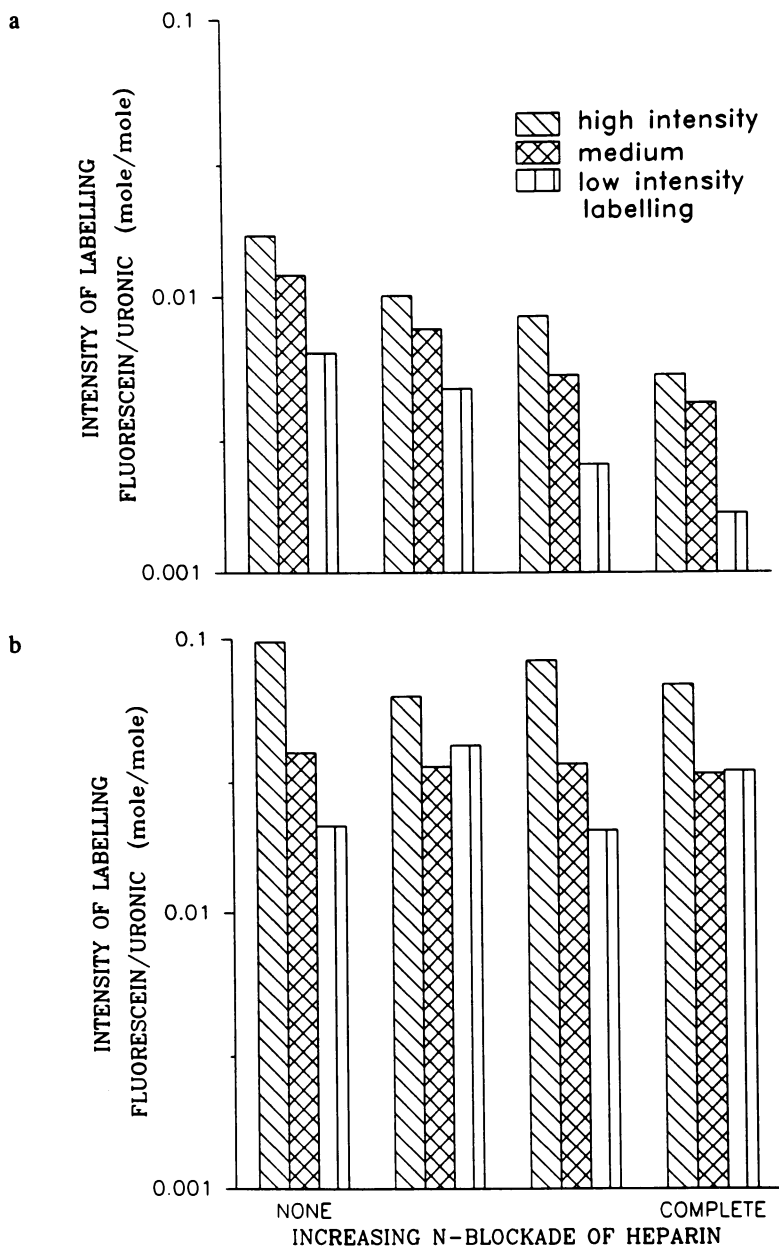 a
0.1
0.01
0.001
INTENSITY OF LABELLING
FLUORESCEIN/URONIC (mole/mole)
high intensity
medium
low intensity
labelling
b
0.1
0.01
0.001
INTENSITY OF LABELLING
FLUORESCEIN/URONIC (mole/mole)
NONE
COMPLETE
INCREASING N-BLOCKADE OF HEPARIN